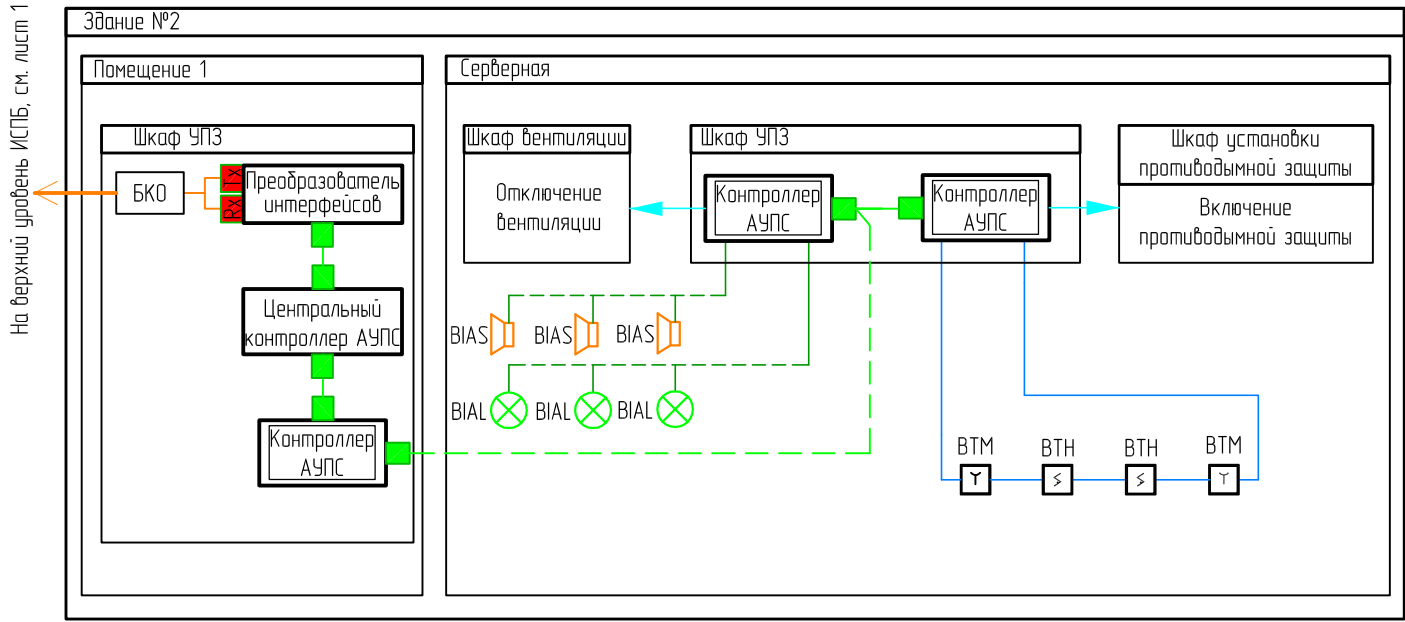 На верхний уровень ИСПБ, см. лист 1
Здание №2
Помещение 1
Шкаф УПЗ
БКО
Tx
Rx
Преобразователь
интерфейсов
Центральный
контроллер АУПС
Контроллер
АУПС
Серверная
Шкаф вентиляции
Отключение
вентиляции
Шкаф УПЗ
Контроллер
АУПС
Контроллер
АУПС
Шкаф установки
противодымной защиты
Включение
противодымной защиты
BIAS
BIAS
BIAS
BIAL
BIAL
BIAL
BTM
BTH
BTH
BTM